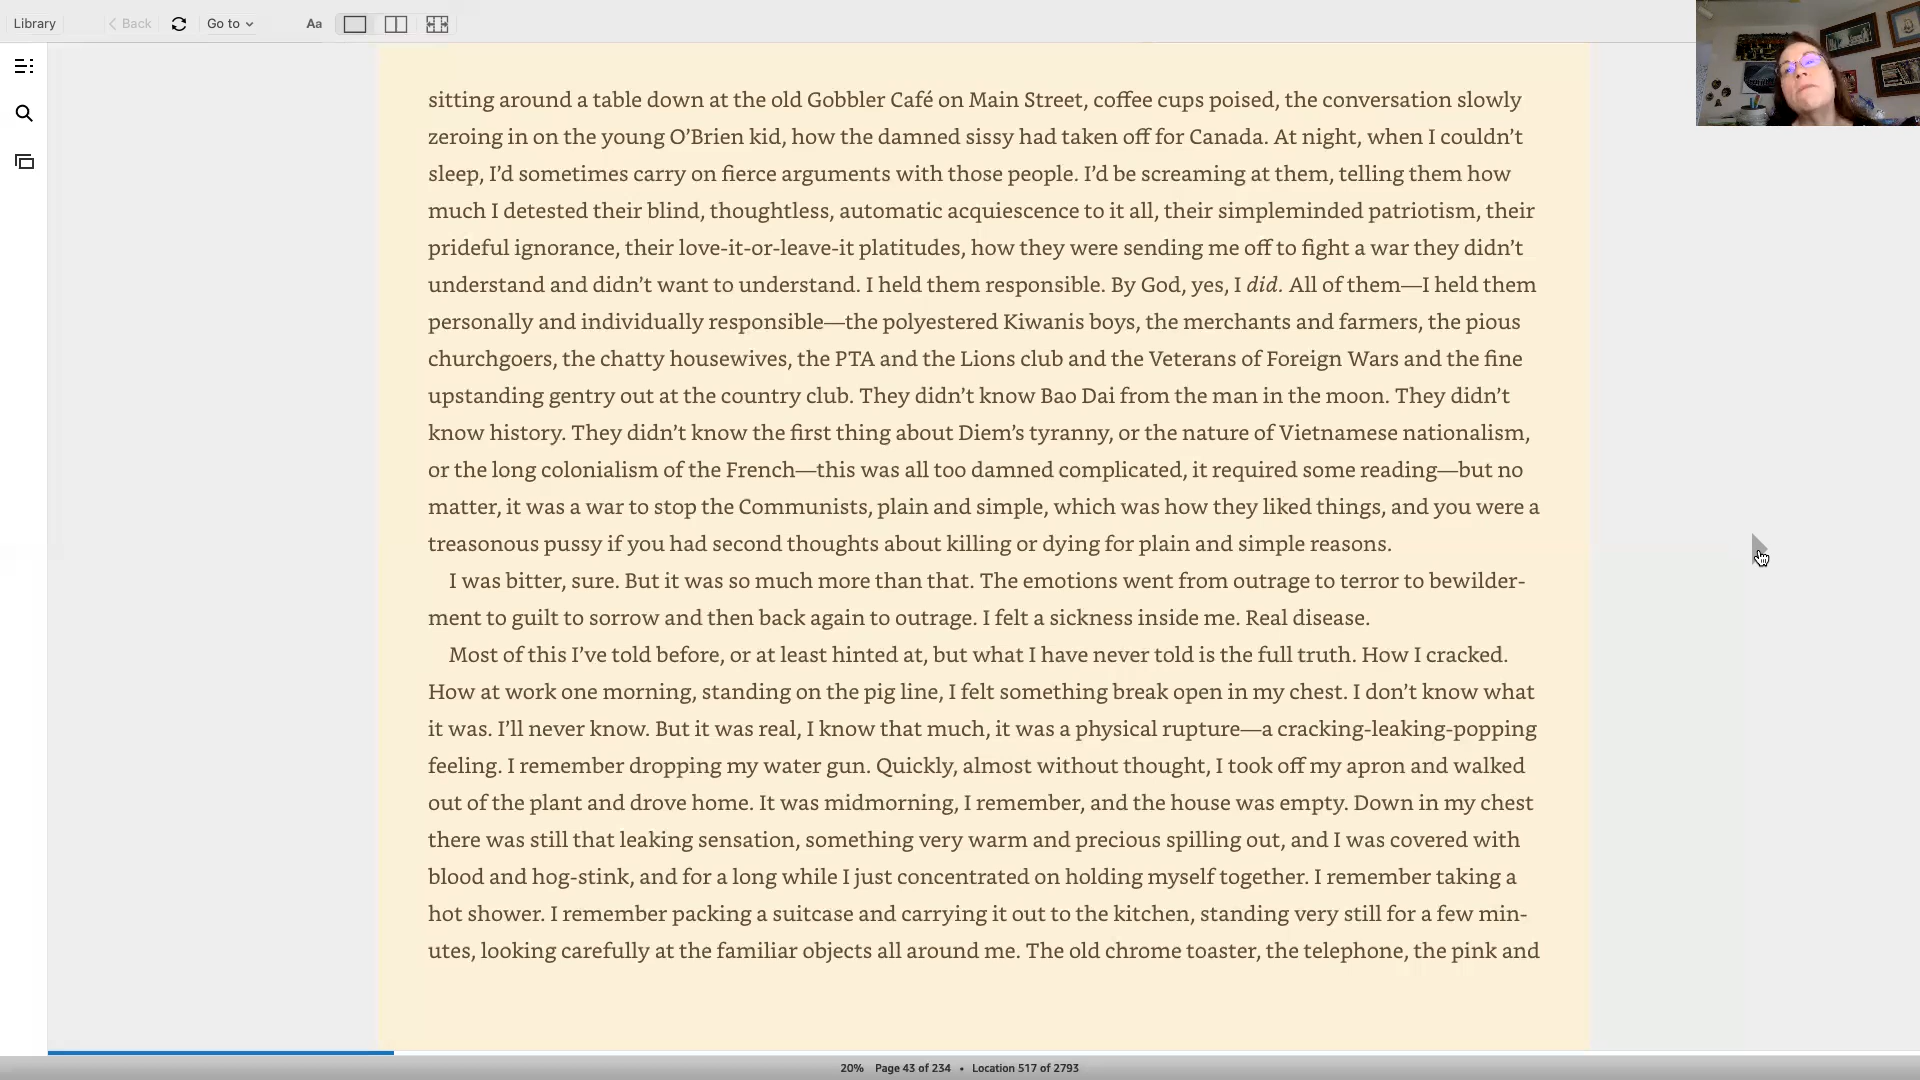 Library
Back
Go to
Aa
sitting around a table down at the old Gobbler Café on Main Street, coffee cups poised, the conversation slowly
zeroing in on the young O’Brien kid, how the damned sissy had taken off for Canada. At night, when I couldn’t
sleep, I’d sometimes carry on fierce arguments with those people. I’d be screaming at them, telling them how
much I detested their blind, thoughtless, automatic acquiescence to it all, their simpleminded patriotism, their
prideful ignorance, their love-it-or-leave-it platitudes, how they were sending me off to fight a war they didn’t
understand and didn’t want to understand. I held them responsible. By God, yes, I did. All of them—I held them
personally and individually responsible—the polyestered Kiwanis boys, the merchants and farmers, the pious
churchgoers, the chatty housewives, the PTA and the Lions club and the Veterans of Foreign Wars and the fine
upstanding gentry out at the country club. They didn’t know Bao Dai from the man in the moon. They didn’t
know history. They didn’t know the first thing about Diem’s tyranny, or the nature of Vietnamese nationalism,
or the long colonialism of the French—this was all too damned complicated, it required some reading—but no
matter, it was a war to stop the Communists, plain and simple, which was how they liked things, and you were a
treasonous pussy if you had second thoughts about killing or dying for plain and simple reasons.
I was bitter, sure. But it was so much more than that. The emotions went from outrage to terror to bewilder-
ment to guilt to sorrow and then back again to outrage. I felt a sickness inside me. Real disease.
Most of this I’ve told before, or at least hinted at, but what I have never told is the full truth. How I cracked.
How at work one morning, standing on the pig line, I felt something break open in my chest. I don’t know what
it was. I’ll never know. But it was real, I know that much, it was a physical rupture—a cracking-leaking-popping
feeling. I remember dropping my water gun. Quickly, almost without thought, I took off my apron and walked
out of the plant and drove home. It was midmorning, I remember, and the house was empty. Down in my chest
there was still that leaking sensation, something very warm and precious spilling out, and I was covered with
blood and hog-stink, and for a long while I just concentrated on holding myself together. I remember taking a
hot shower. I remember packing a suitcase and carrying it out to the kitchen, standing very still for a few min-
utes, looking carefully at the familiar objects all around me. The old chrome toaster, the telephone, the pink and
20% Page 43 of 234 • Location 517 of 2793